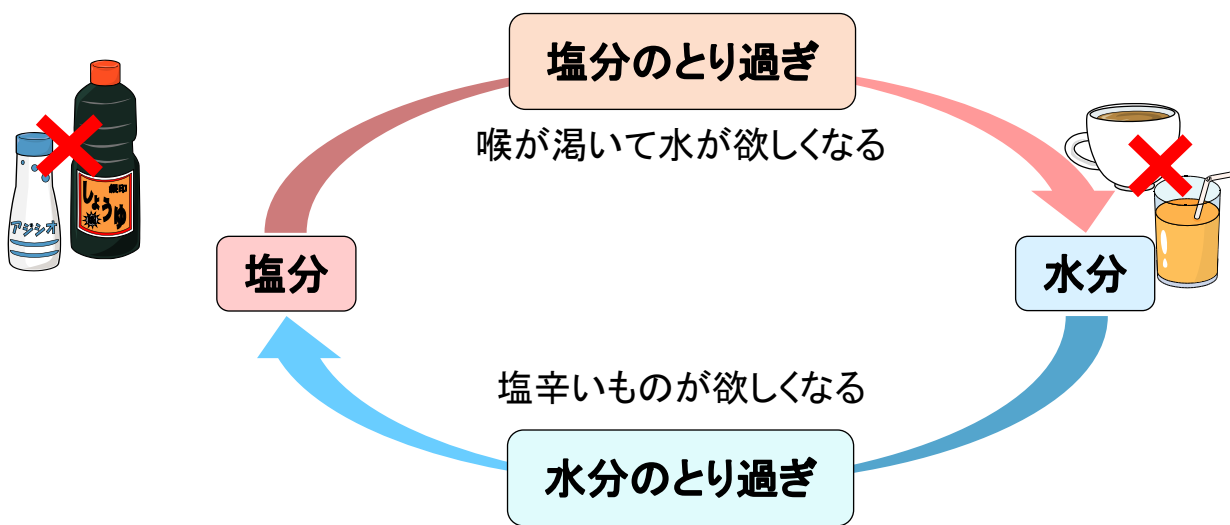 塩分のとり過ぎ
喉が渇いて水が欲しくなる
アジシオ
しょうゆ
塩分
水分
塩辛いものが欲しくなる
水分のとり過ぎ